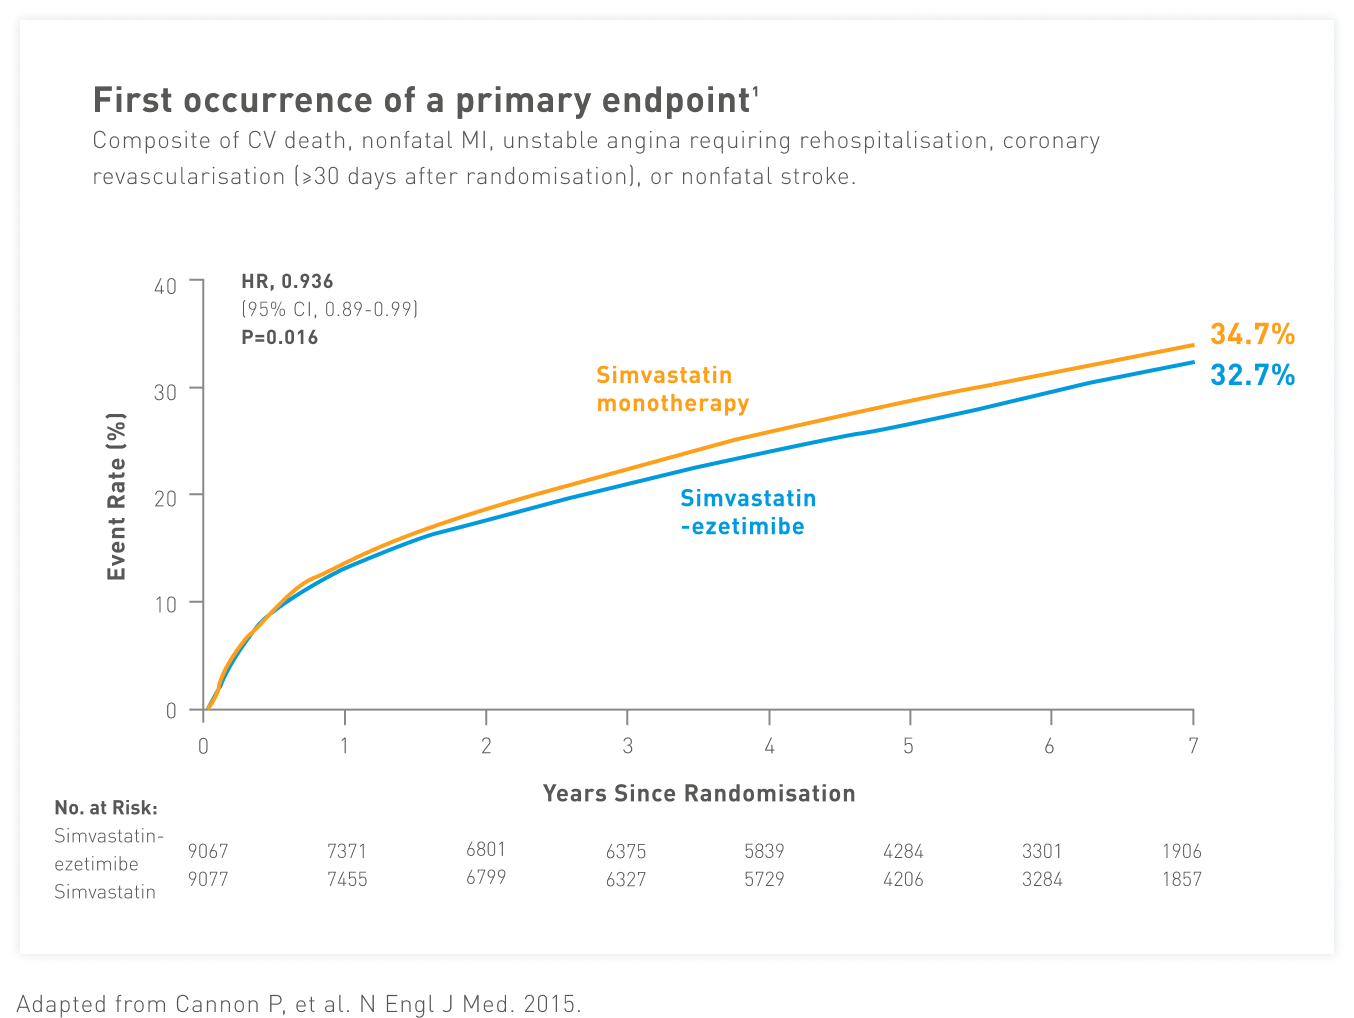 First occurrence of a primary endpoint¹
Composite of CV death, nonfatal MI, unstable angina requiring rehospitalisation, coronary
revascularisation (⩾30 days after randomisation), or nonfatal stroke.
HR, 0.936
(95% CI, 0.89-0.99)
P=0.016
40
30
20
10
0
Event Rate (%)
34.7%
32.7%
Simvastatin
monotherapy
Simvastatin
-ezetimibe
0 1 2 3 4 5 6 7
Years Since Randomisation
No. at Risk:
Simvastatin-
ezetimibe 9067 7371 6801 6375 5839 4284 3301 1906
Simvastatin 9077 7455 6799 6327 5729 4206 3284 1857
Adapted from Cannon P, et al. N Engl J Med. 2015.